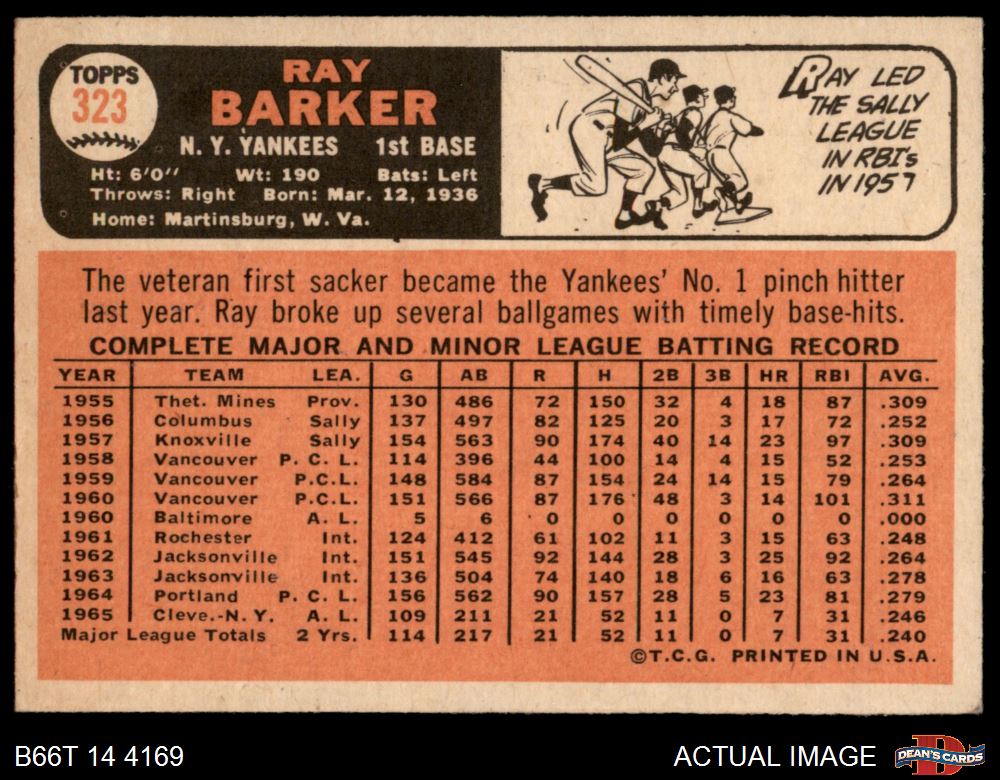 TOPPS
323
RAY
BARKER
N. Y. YANKEES 1st BASE
Ht: 6'0" Wt: 190 Bats: Left
Throws: Right Born: Mar. 12, 1936
Home: Martinsburg, W. Va.
RAY LED
THE SALLY
LEAGUE
IN RBI's
IN 1957
The veteran first sacker became the Yankees' No. 1 pinch hitter
last year. Ray broke up several ballgames with timely base-hits.
COMPLETE MAJOR AND MINOR LEAGUE BATTING RECORD
YEAR TEAM LEA. G AB R H 2B 3B HR RBI AVG.
1955 Thet. Mines Prov. 130 486 72 150 32 4 18 87 .309
1956 Columbus Sally 137 497 82 125 20 3 17 72 .252
1957 Knoxville Sally 154 563 90 174 40 14 23 97 .309
1958 Vancouver P. C. L. 114 396 44 100 14 4 15 52 .253
1959 Vancouver P.C.L. 148 584 87 154 24 14 15 79 .264
1960 Vancouver P.C.L. 151 566 87 176 48 3 14 101 .311
1960 Baltimore A. L. 5 6 0 0 0 0 0 0 .000
1961 Rochester Int. 124 412 61 102 11 3 15 63 .248
1962 Jacksonville Int. 151 545 92 144 28 3 25 92 .264
1963 Jacksonville Int. 136 504 74 140 18 6 16 63 .278
1964 Portland P. C. L. 156 562 90 157 28 5 23 81 .279
1965 Cleve.-N. Y. A. L. 109 211 21 52 11 0 7 31 .246
Major League Totals 2 Yrs. 114 217 21 52 11 0 7 31 .240
©T.C.G. PRINTED IN U.S.A.
B66T 14 4169
ACTUAL IMAGE
DEAN'S CARDS